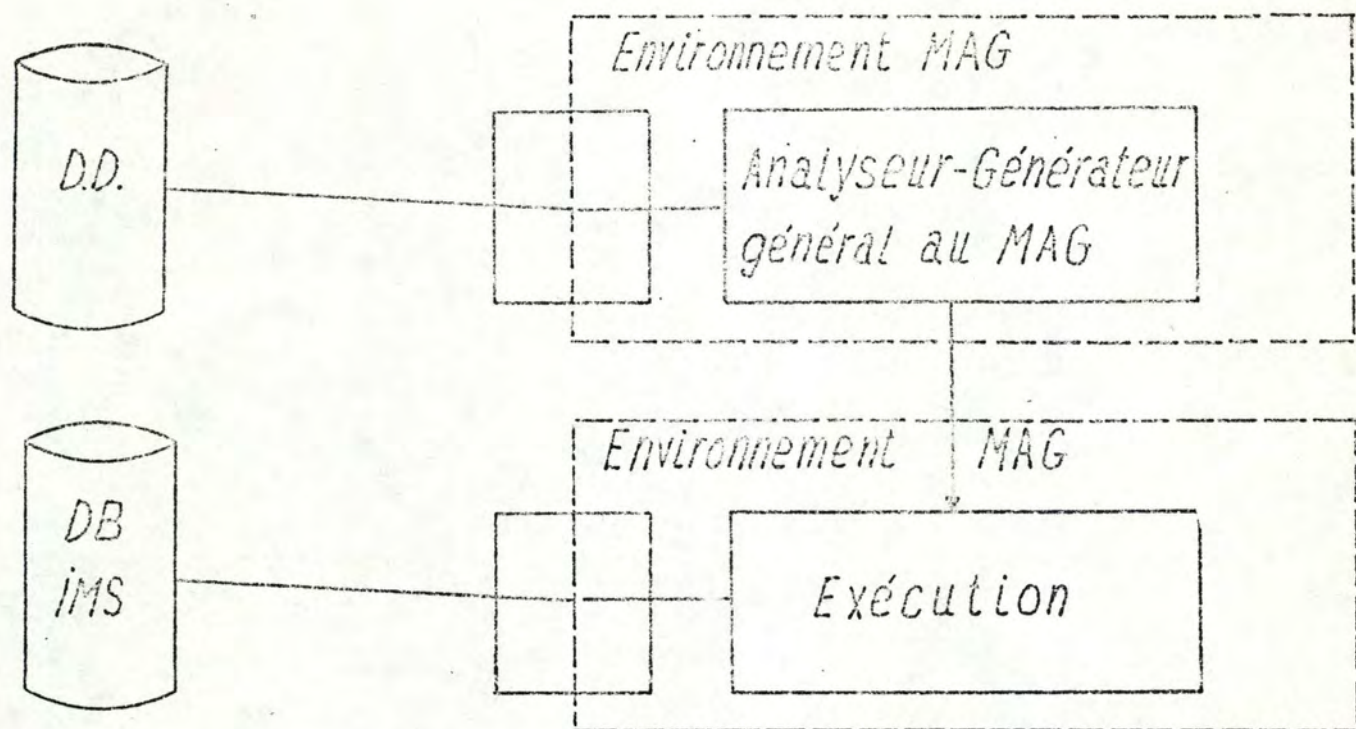 Environnement MAG
D.D.
Analyseur-Générateur
général au MAG
Environnement MAG
DB
IMS
Exécution